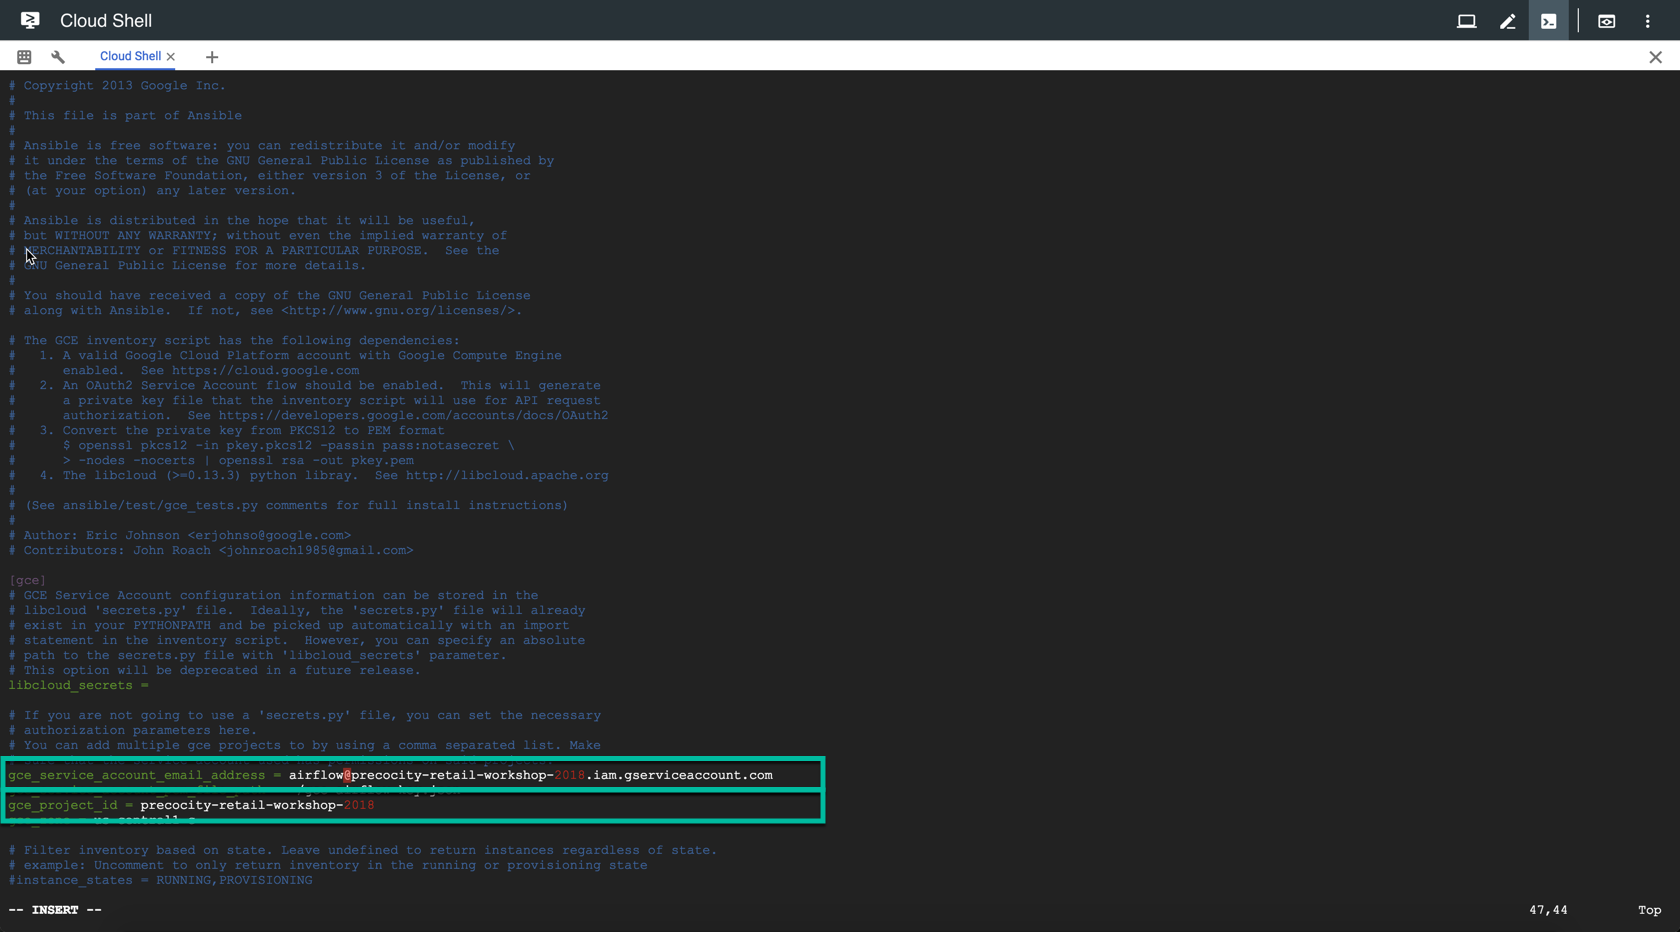 Cloud Shell
Cloud Shell
# Copyright 2013 Google Inc.
#
# This file is part of Ansible
#
# Ansible is free software: you can redistribute it and/or modify
# it under the terms of the GNU General Public License as published by
# the Free Software Foundation, either version 3 of the License, or
# (at your option) any later version.
#
# Ansible is distributed in the hope that it will be useful,
# but WITHOUT ANY WARRANTY; without even the implied warranty of
# MERCHANTABILITY or FITNESS FOR A PARTICULAR PURPOSE.  See the
# GNU General Public License for more details.
#
# You should have received a copy of the GNU General Public License
# along with Ansible.  If not, see <http://www.gnu.org/licenses/>.

# The GCE inventory script has the following dependencies:
#   1. A valid Google Cloud Platform account with Google Compute Engine
#      enabled.  See https://cloud.google.com
#   2. An OAuth2 Service Account flow should be enabled.  This will generate
#      a private key file that the inventory script will use for API request
#      authorization.  See https://developers.google.com/accounts/docs/OAuth2
#   3. Convert the private key from PKCS12 to PEM format
#      $ openssl pkcs12 -in pkey.pkcs12 -passin pass:notasecret \
#      > -nodes -nocerts | openssl rsa -out pkey.pem
#   4. The libcloud (>=0.13.3) python libray.  See http://libcloud.apache.org
#
# (See ansible/test/gce_tests.py comments for full install instructions)
#
# Author: Eric Johnson <erjohnso@google.com>
# Contributors: John Roach <johnroach1985@gmail.com>

[gce]
# GCE Service Account configuration information can be stored in the
# libcloud 'secrets.py' file.  Ideally, the 'secrets.py' file will already
# exist in your PYTHONPATH and be picked up automatically with an import
# statement in the inventory script.  However, you can specify an absolute
# path to the secrets.py file with 'libcloud_secrets' parameter.
# This option will be deprecated in a future release.
libcloud_secrets =

# If you are not going to use a 'secrets.py' file, you can set the necessary
# authorization parameters here.
# You can add multiple gce projects to by using a comma separated list. Make
gce_service_account_email_address = airflow@precocity-retail-workshop-2018.iam.gserviceaccount.com
gce_project_id = precocity-retail-workshop-2018

# Filter inventory based on state. Leave undefined to return instances regardless of state.
# example: Uncomment to only return inventory in the running or provisioning state
#instance_states = RUNNING,PROVISIONING
-- INSERT --
47,44
Top